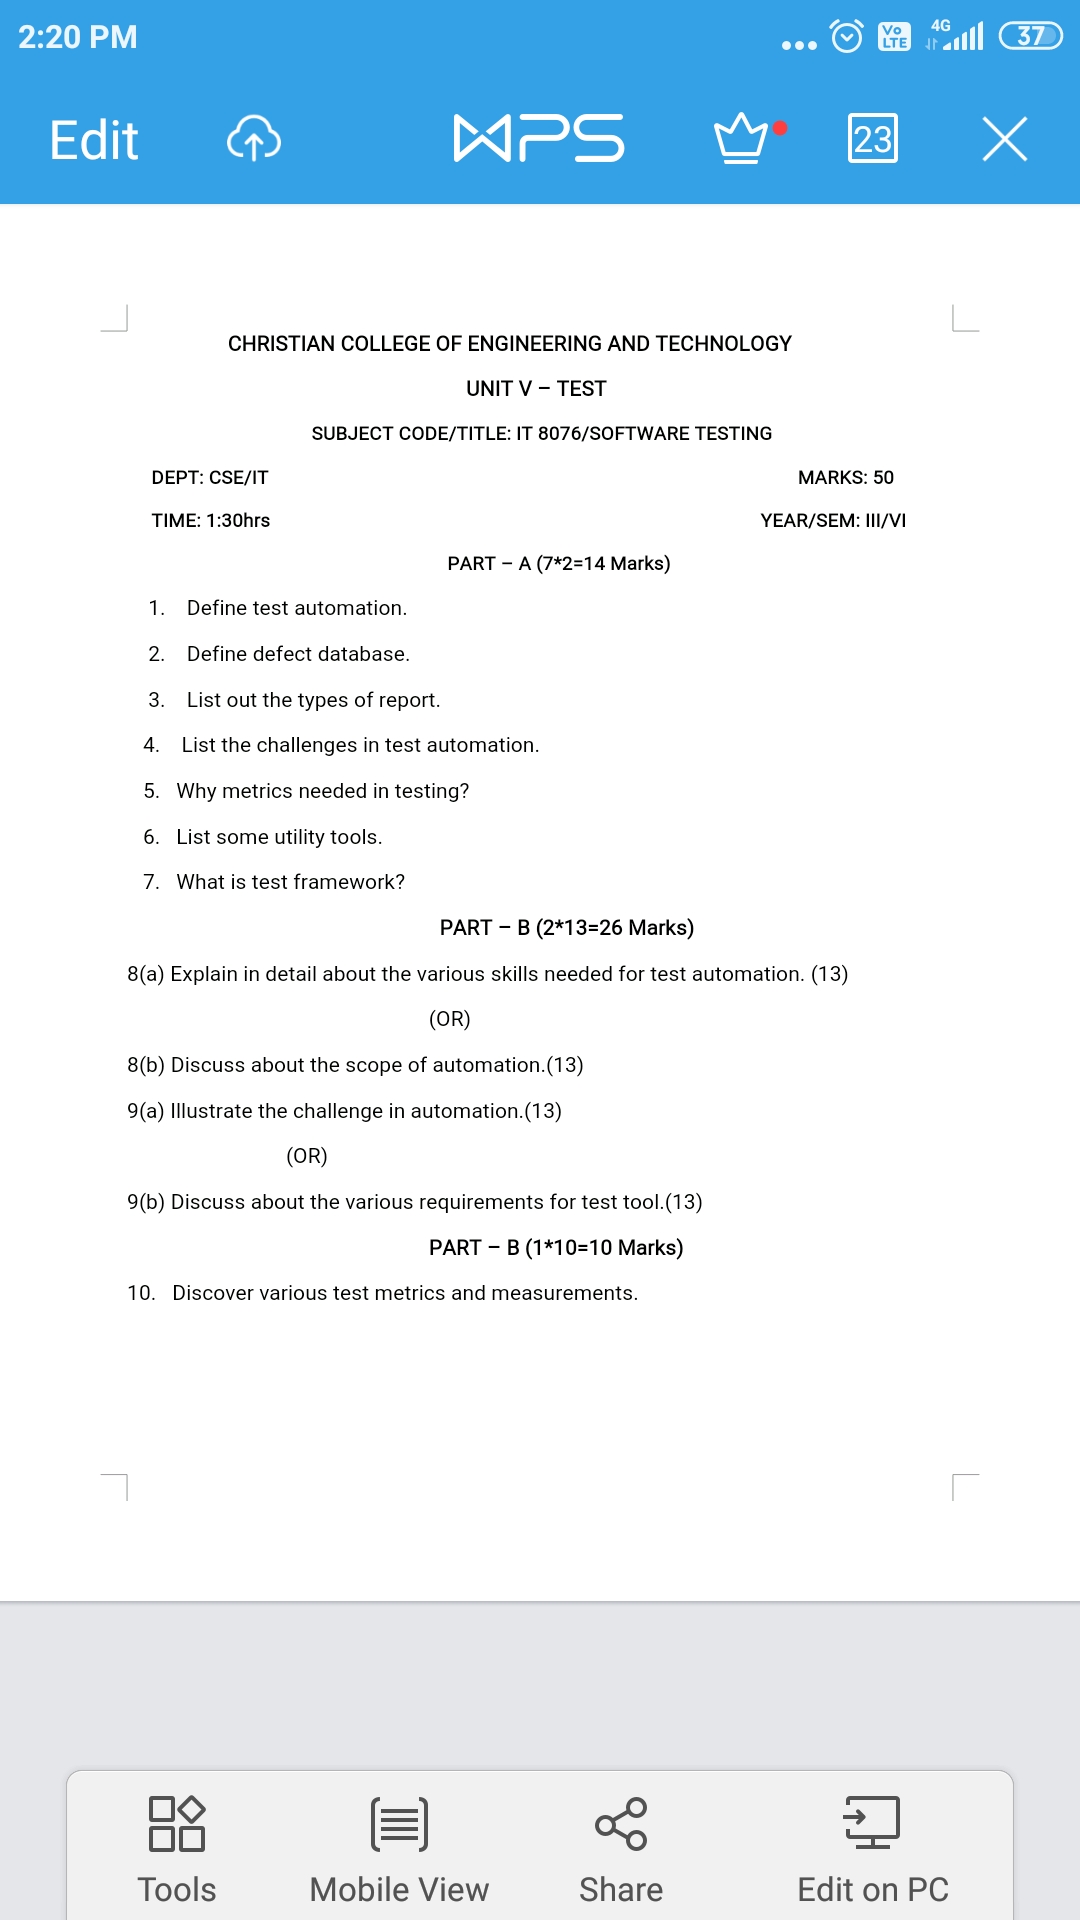 2:20 PM
... Vo LTE 4G 37
Edit WPS 23
CHRISTIAN COLLEGE OF ENGINEERING AND TECHNOLOGY
UNIT V – TEST
SUBJECT CODE/TITLE: IT 8076/SOFTWARE TESTING
DEPT: CSE/IT MARKS: 50
TIME: 1:30hrs YEAR/SEM: III/VI
PART – A (7*2=14 Marks)
1. Define test automation.
2. Define defect database.
3. List out the types of report.
4. List the challenges in test automation.
5. Why metrics needed in testing?
6. List some utility tools.
7. What is test framework?
PART – B (2*13=26 Marks)
8(a) Explain in detail about the various skills needed for test automation. (13)
(OR)
8(b) Discuss about the scope of automation.(13)
9(a) Illustrate the challenge in automation.(13)
(OR)
9(b) Discuss about the various requirements for test tool.(13)
PART – B (1*10=10 Marks)
10. Discover various test metrics and measurements.
Tools Mobile View Share Edit on PC